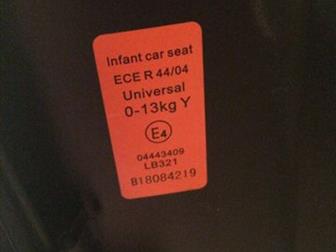 Infant car seat
ECE R 44/04
Universal
0-13kg Y
E4
04443409
LB321
B18084219